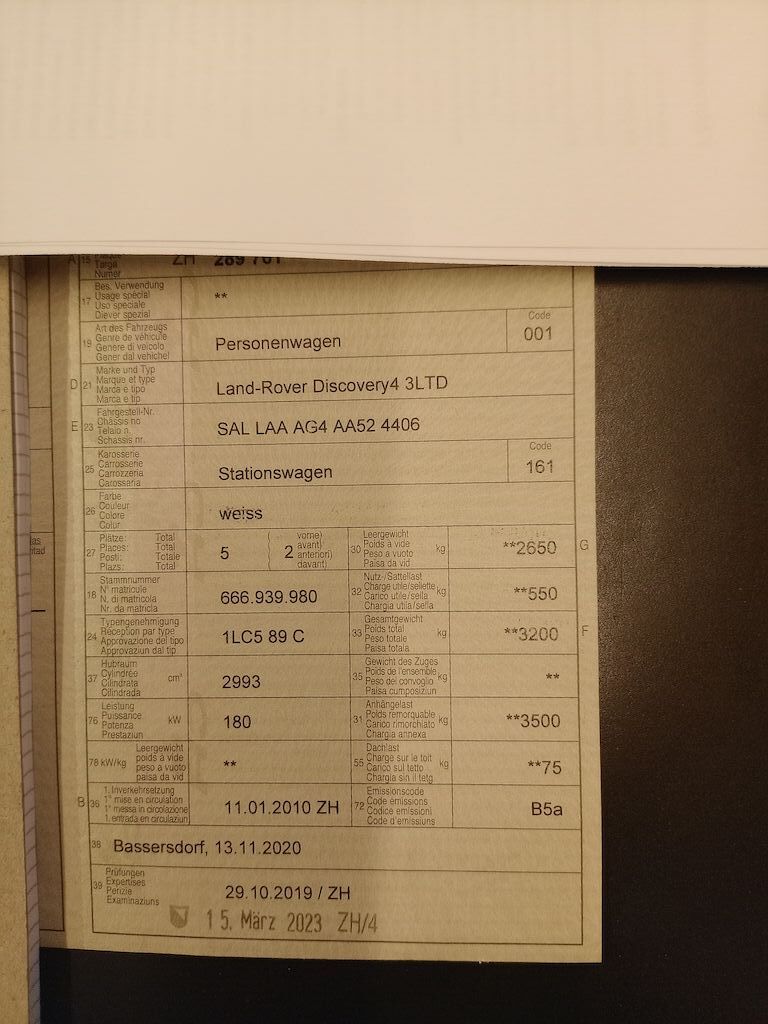 A 15 Targa ZH 289 701
Numer
17 Bes. Verwendung
Usage spécial
Uso speciale
Diever spezial
**
19 Art des Fahrzeugs
Genre de véhicule
Genere di veicolo
Gener dal vehichel
Personenwagen
Code
001
D 21 Marke und Typ
Marque et type
Marca e tipo
Marca e tip
Land-Rover Discovery4 3LTD
E 23 Fahrgestell-Nr.
Châssis no
Telaio n.
Schassis nr.
SAL LAA AG4 AA52 4406
25 Karosserie
Carrosserie
Carrozzeria
Carosseria
Stationswagen
Code
161
26 Farbe
Couleur
Colore
Colur
weiss
27 Plätze: Total
Places: Total
Posti: Totale
Plazs: Total
5 ( 2 vorne)
avant)
anteriori)
davant)
30 Leergewicht
Poids à vide
Peso a vuoto
Paisa da vid
kg
**2650 G
18 Stammnummer
N° matricule
N. di matricola
Nr. da matricla
666.939.980
32 Nutz-/Sattellast
Charge utile/sellette
Carico utile/sella
Chargia utila/sella
kg
**550
24 Typengenehmigung
Réception par type
Approvazione del tipo
Approvaziun dal tip
1LC5 89 C
33 Gesamtgewicht
Poids total
Peso totale
Paisa totala
kg
**3200 F
37 Hubraum
Cylindrée
Cilindrata
Cilindrada
cm³
2993
35 Gewicht des Zuges
Poids de l'ensemble
Peso del convoglio
Paisa cumposiziun
kg
**
76 Leistung
Puissance
Potenza
Prestaziun
kW
180
31 Anhängelast
Poids remorquable
Carico rimorchiato
Chargia annexa
kg
**3500
78 kW/kg Leergewicht
poids à vide
peso a vuoto
paisa da vid
**
55 Dachlast
Charge sur le toit
Carico sul tetto
Chargia sin il tetg
kg
**75
B 36 1. Inverkehrsetzung
1re mise en circulation
1a messa in circolazione
1. entrada en circulaziun
11.01.2010 ZH
72 Emissionscode
Code émissions
Codice emissioni
Code d'emissiuns
B5a
38 Bassersdorf, 13.11.2020
39 Prüfungen
Expertises
Perizie
Examinaziuns
29.10.2019 / ZH
15. März 2023 ZH/4